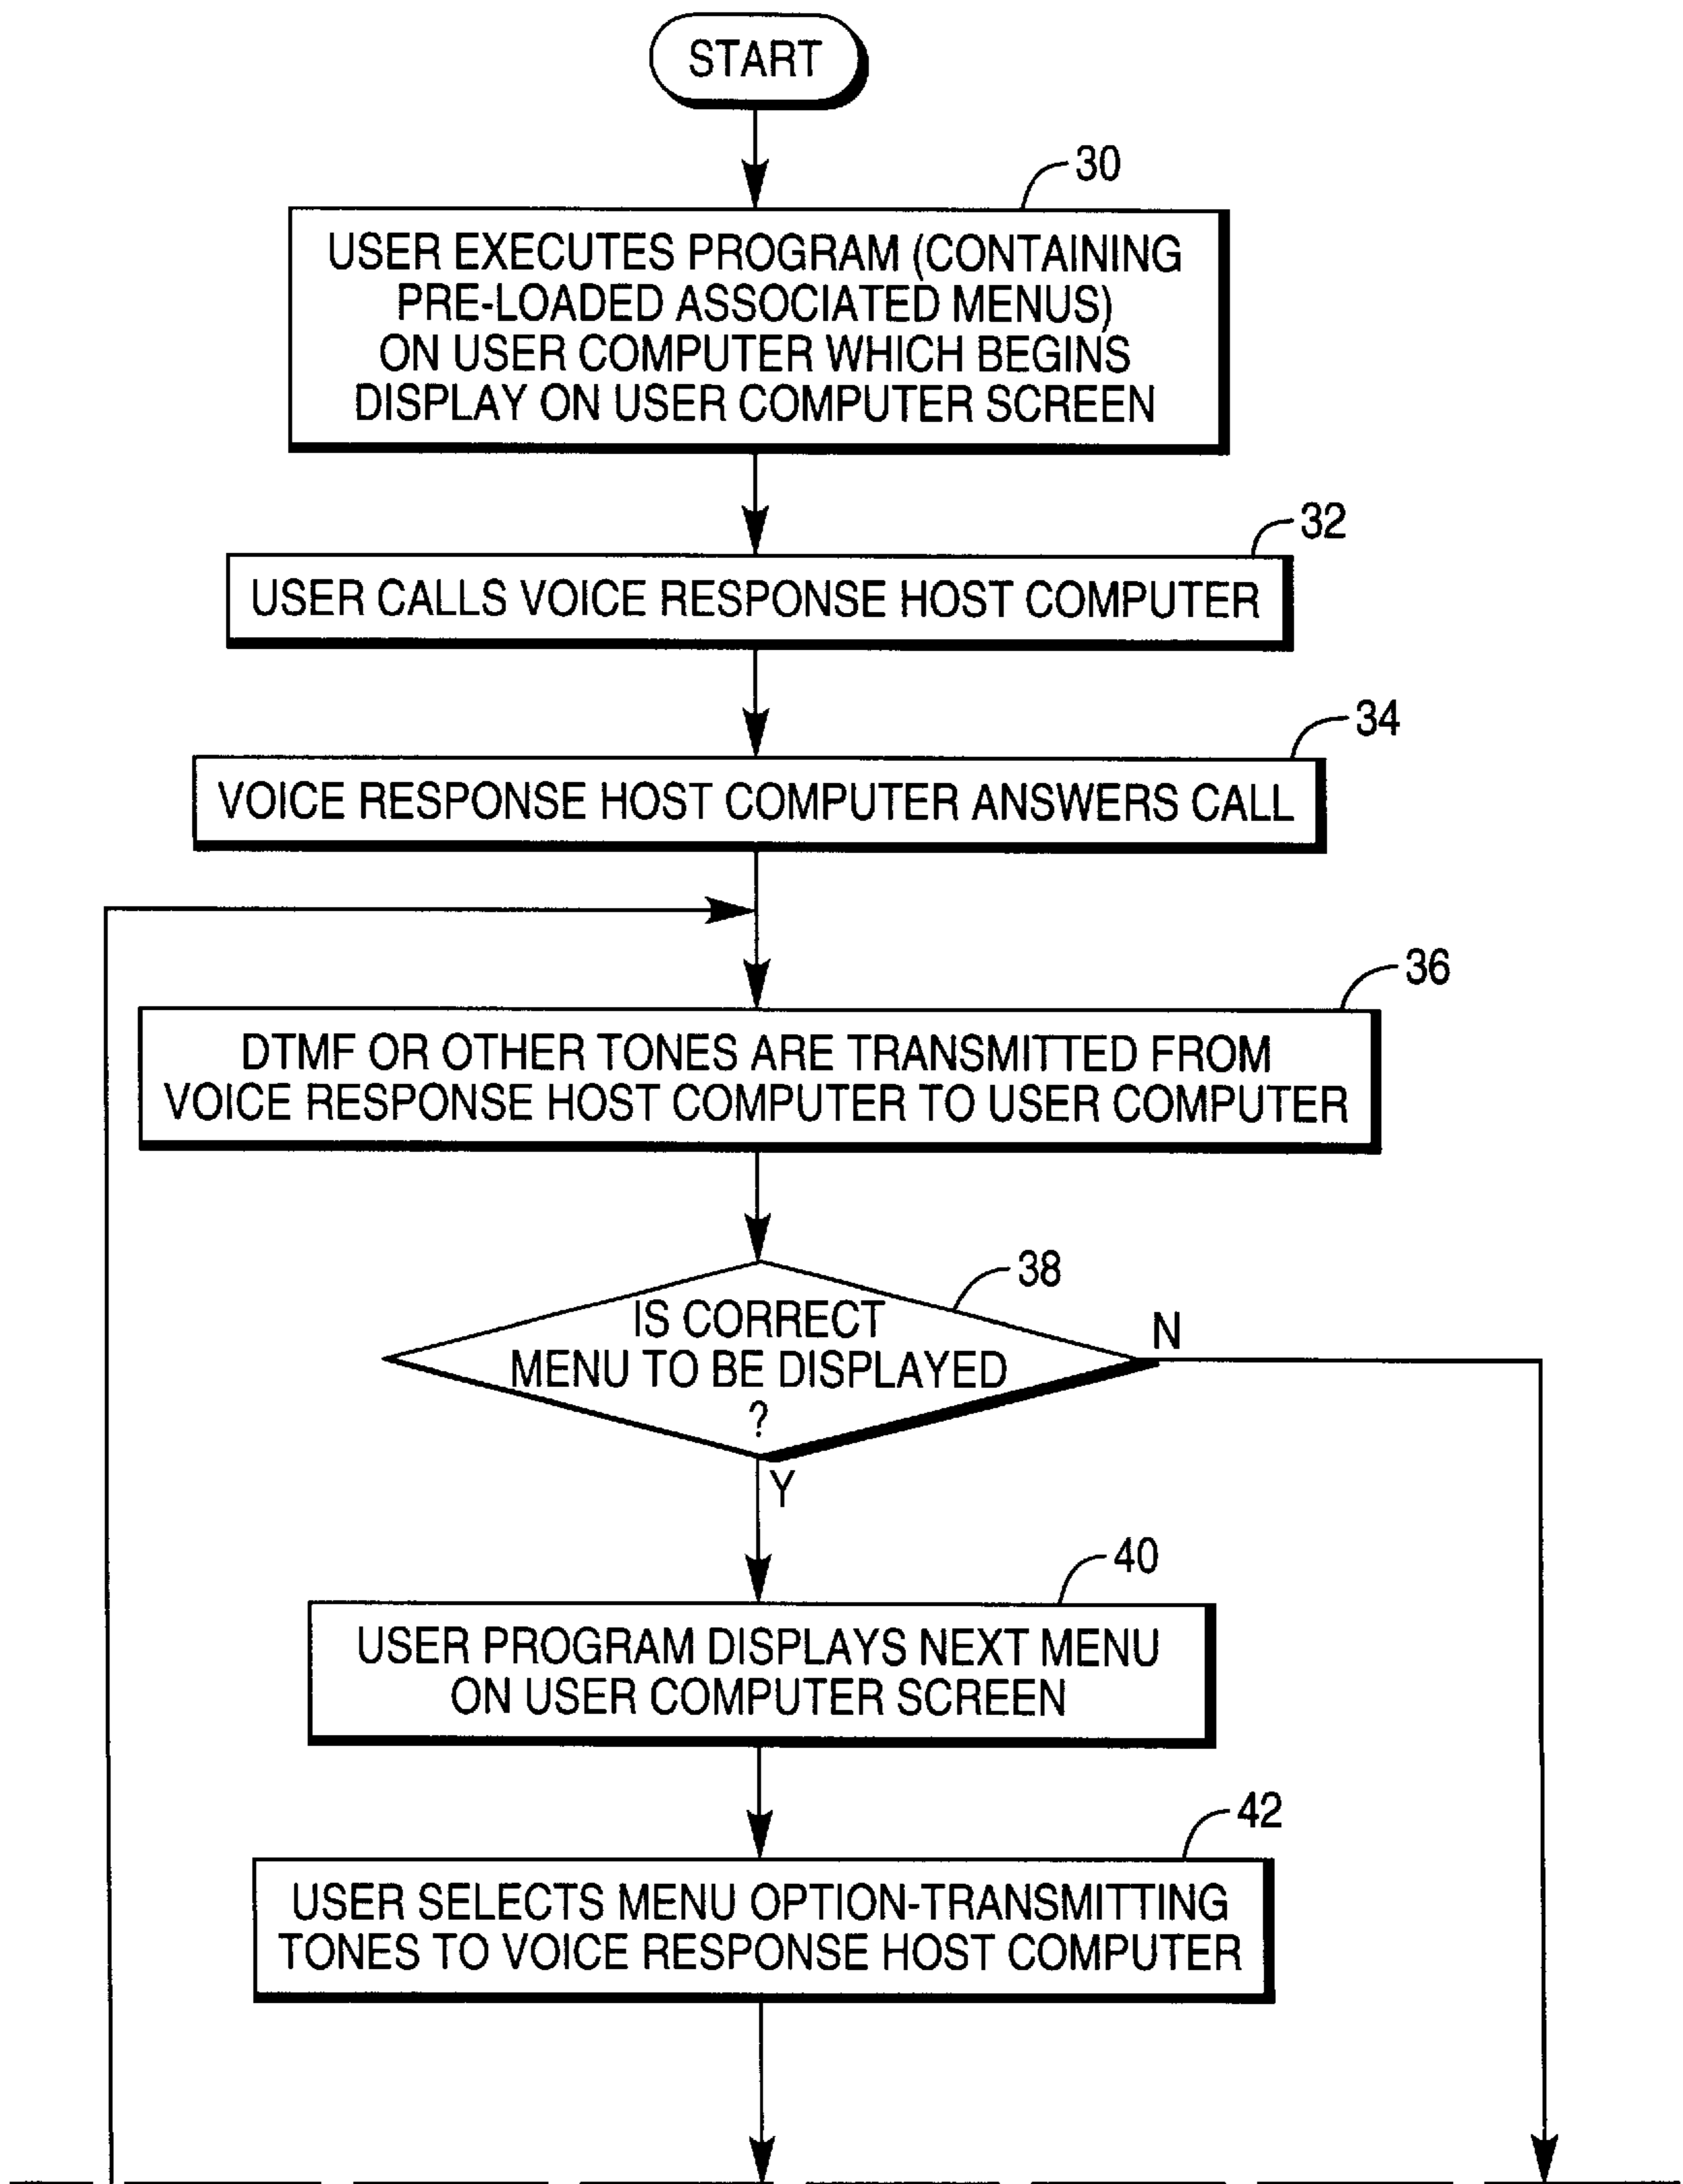 START
30
USER EXECUTES PROGRAM (CONTAINING
PRE-LOADED ASSOCIATED MENUS)
ON USER COMPUTER WHICH BEGINS
DISPLAY ON USER COMPUTER SCREEN
32
USER CALLS VOICE RESPONSE HOST COMPUTER
34
VOICE RESPONSE HOST COMPUTER ANSWERS CALL
36
DTMF OR OTHER TONES ARE TRANSMITTED FROM
VOICE RESPONSE HOST COMPUTER TO USER COMPUTER
38
IS CORRECT
MENU TO BE DISPLAYED
?
N
Y
40
USER PROGRAM DISPLAYS NEXT MENU
ON USER COMPUTER SCREEN
42
USER SELECTS MENU OPTION-TRANSMITTING
TONES TO VOICE RESPONSE HOST COMPUTER